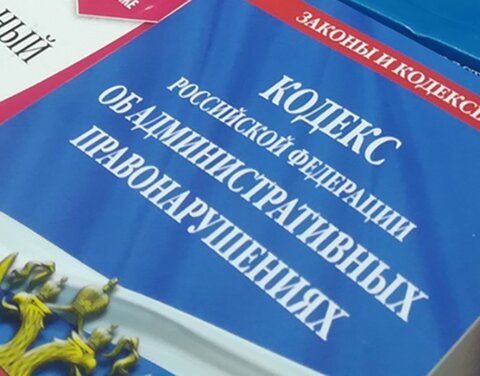 ЗАКОНЫ И КОДЕКСЫ
КОДЕКС
РОССИЙСКОЙ ФЕДЕРАЦИИ
ОБ АДМИНИСТРАТИВНЫХ
ПРАВОНАРУШЕНИЯХ